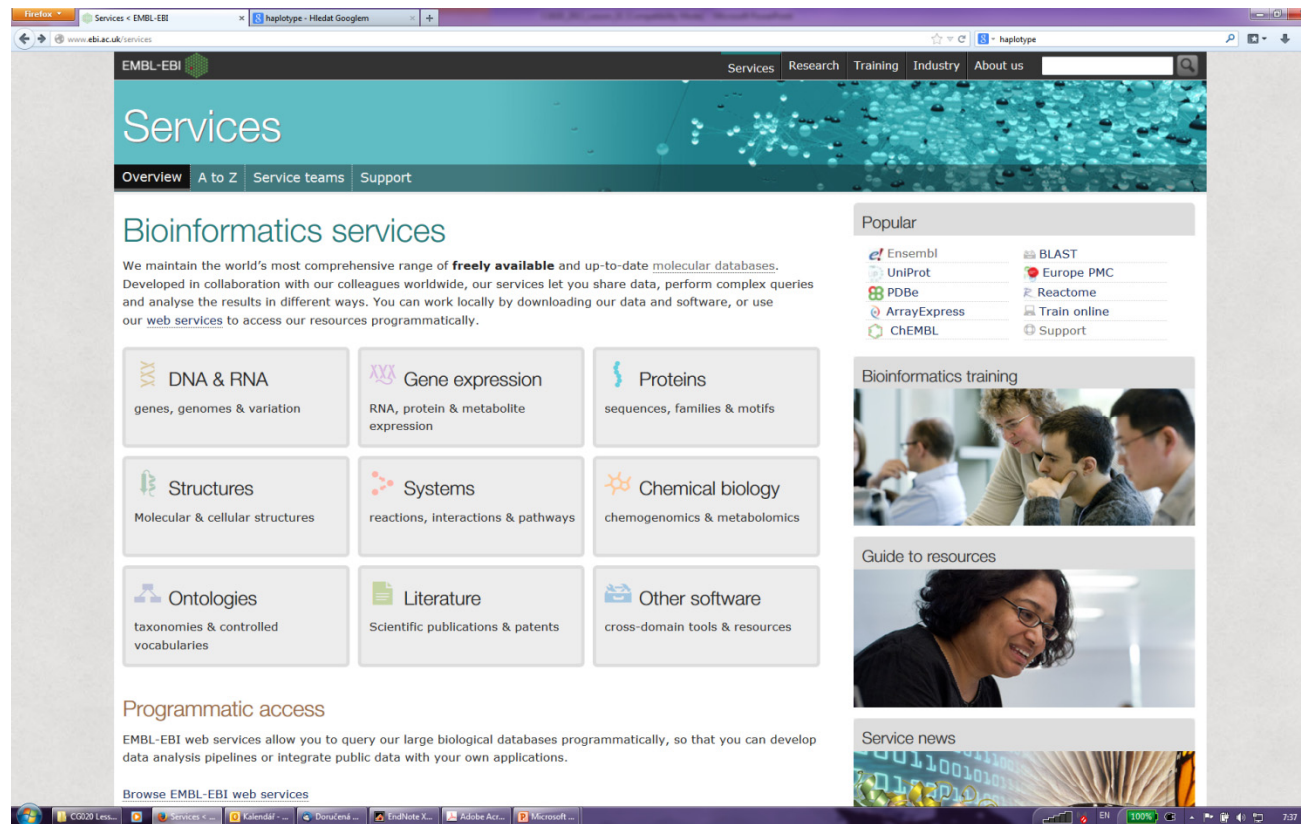 Firefox
Services < EMBL-EBI
haplotype - Hledat Googlem
www.ebi.ac.uk/services
haplotype
EMBL-EBI
Services Research Training Industry About us
Services
Overview A to Z Service teams Support
Bioinformatics services
We maintain the world's most comprehensive range of freely available and up-to-date molecular databases.
Developed in collaboration with our colleagues worldwide, our services let you share data, perform complex queries
and analyse the results in different ways. You can work locally by downloading our data and software, or use
our web services to access our resources programmatically.
DNA & RNA
genes, genomes & variation
Gene expression
RNA, protein & metabolite
expression
Proteins
sequences, families & motifs
Structures
Molecular & cellular structures
Systems
reactions, interactions & pathways
Chemical biology
chemogenomics & metabolomics
Ontologies
taxonomies & controlled
vocabularies
Literature
Scientific publications & patents
Other software
cross-domain tools & resources
Programmatic access
EMBL-EBI web services allow you to query our large biological databases programmatically, so that you can develop
data analysis pipelines or integrate public data with your own applications.
Browse EMBL-EBI web services
Popular
Ensembl
BLAST
UniProt
Europe PMC
PDBe
Reactome
ArrayExpress
Train online
ChEMBL
Support
Bioinformatics training
Guide to resources
Service news
CG020 Less...
Services < ...
Kalendář - ...
Doručená ...
EndNote X...
Adobe Acr...
Microsoft ...
EN
100%
7:37